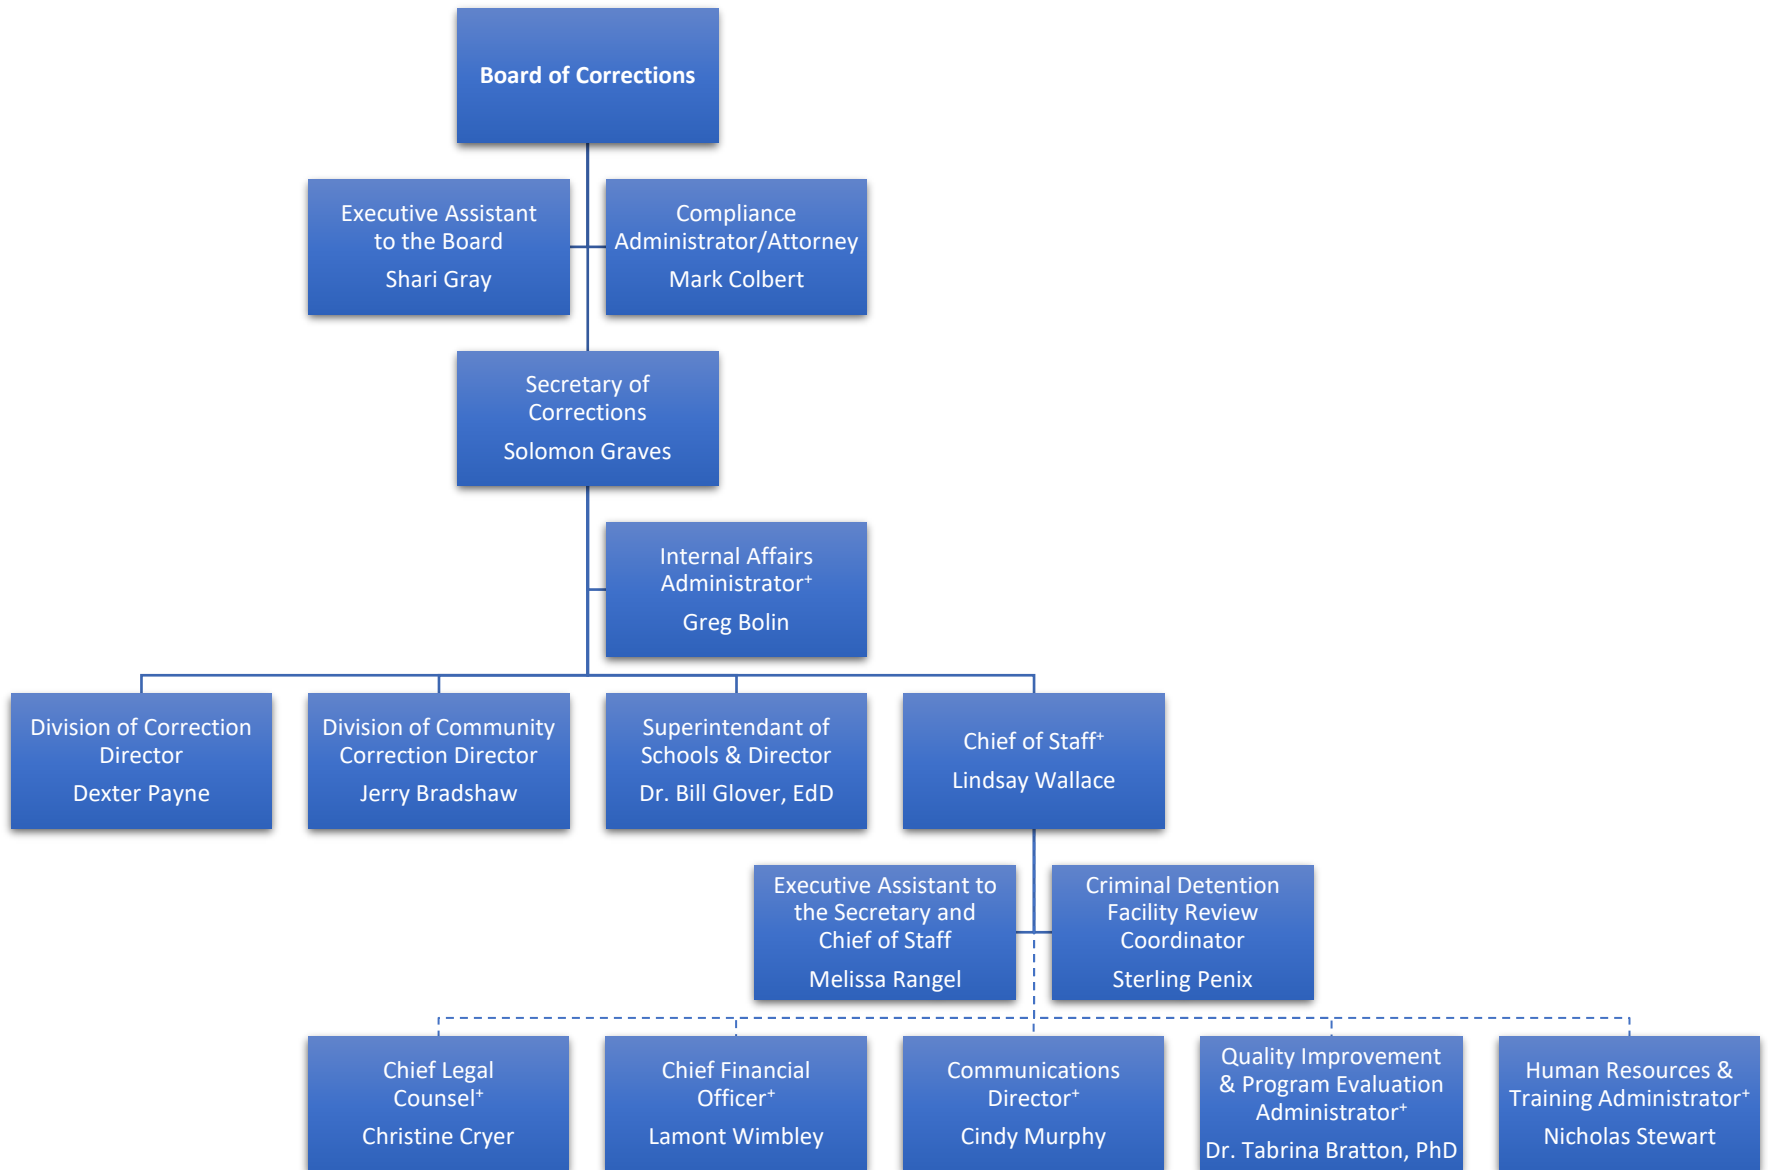 Board of Corrections
Executive Assistant
to the Board
Shari Gray
Compliance
Administrator/Attorney
Mark Colbert
Secretary of
Corrections
Solomon Graves
Internal Affairs
Administrator⁺
Greg Bolin
Division of Correction
Director
Dexter Payne
Division of Community
Correction Director
Jerry Bradshaw
Superintendant of
Schools & Director
Dr. Bill Glover, EdD
Chief of Staff⁺
Lindsay Wallace
Executive Assistant to
the Secretary and
Chief of Staff
Melissa Rangel
Criminal Detention
Facility Review
Coordinator
Sterling Penix
Chief Legal
Counsel⁺
Christine Cryer
Chief Financial
Officer⁺
Lamont Wimbley
Communications
Director⁺
Cindy Murphy
Quality Improvement
& Program Evaluation
Administrator⁺
Dr. Tabrina Bratton, PhD
Human Resources &
Training Administrator⁺
Nicholas Stewart